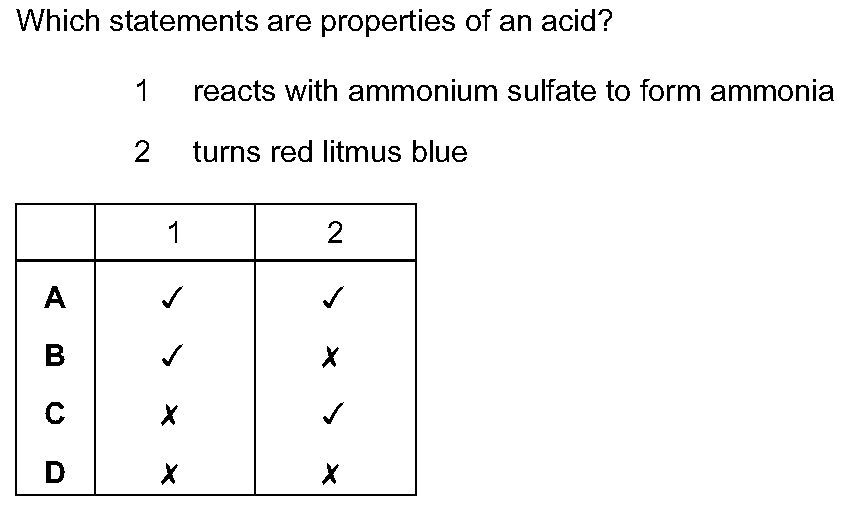 Which statements are properties of an acid?
1 reacts with ammonium sulfate to form ammonia
2 turns red litmus blue
1 2
A ✓ ✓
B ✓ ✗
C ✗ ✓
D ✗ ✗